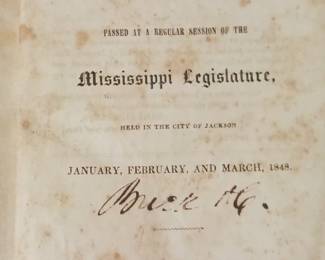 PASSED AT A REGULAR SESSION OF THE
Mississippi Legislature,
HELD IN THE CITY OF JACKSON
JANUARY, FEBRUARY, AND MARCH, 1848.